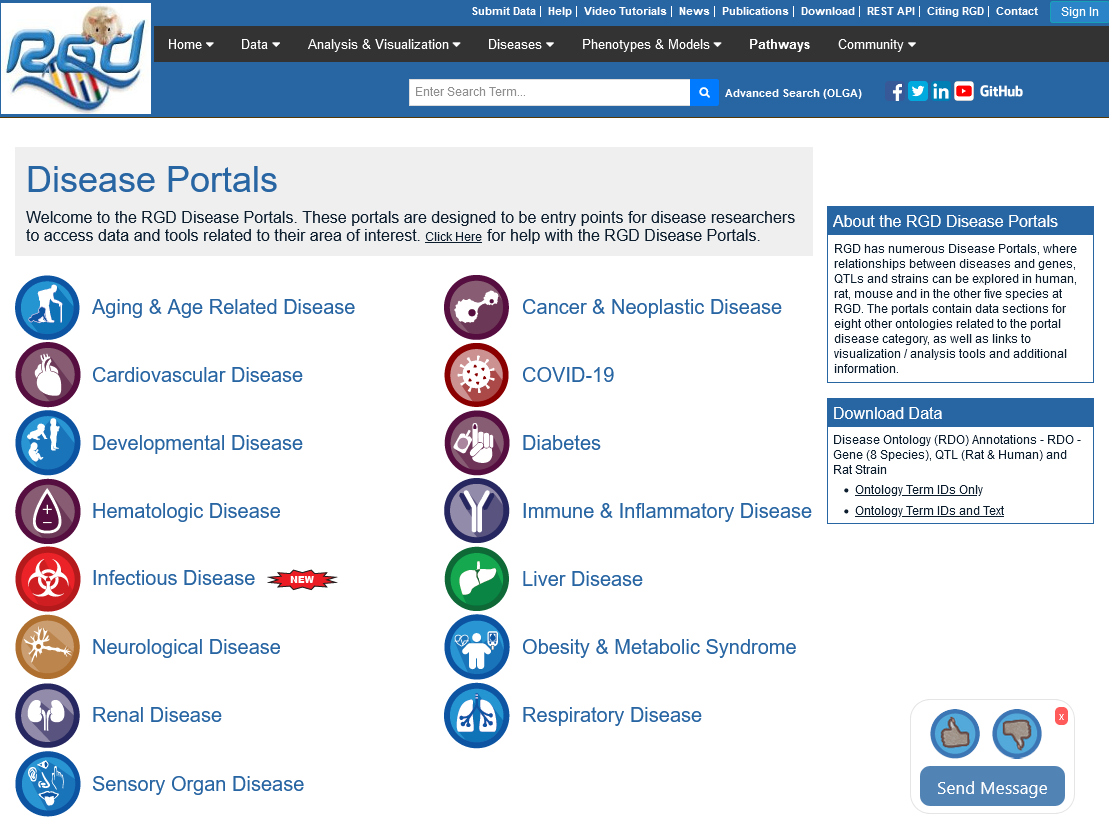 RGD
Submit Data | Help | Video Tutorials | News | Publications | Download | REST API | Citing RGD | Contact
Sign In
Home
Data
Analysis & Visualization
Diseases
Phenotypes & Models
Pathways
Community
Enter Search Term...
Advanced Search (OLGA)
GitHub
Disease Portals
Welcome to the RGD Disease Portals. These portals are designed to be entry points for disease researchers
to access data and tools related to their area of interest. Click Here for help with the RGD Disease Portals.
Aging & Age Related Disease
Cancer & Neoplastic Disease
Cardiovascular Disease
COVID-19
Developmental Disease
Diabetes
Hematologic Disease
Immune & Inflammatory Disease
Infectious Disease NEW
Liver Disease
Neurological Disease
Obesity & Metabolic Syndrome
Renal Disease
Respiratory Disease
Sensory Organ Disease
About the RGD Disease Portals
RGD has numerous Disease Portals, where
relationships between diseases and genes,
QTLs and strains can be explored in human,
rat, mouse and in the other five species at
RGD. The portals contain data sections for
eight other ontologies related to the portal
disease category, as well as links to
visualization / analysis tools and additional
information.
Download Data
Disease Ontology (RDO) Annotations - RDO -
Gene (8 Species), QTL (Rat & Human) and
Rat Strain
• Ontology Term IDs Only
• Ontology Term IDs and Text
x
Send Message